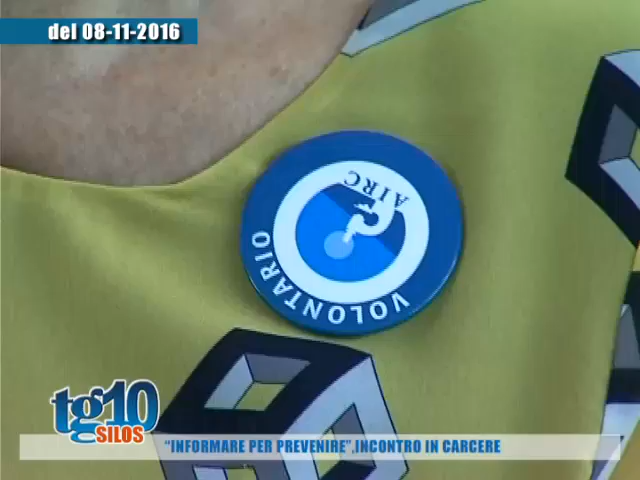 del 08-11-2016
AIRC
VOLONTARIO
tg10
SILOS
“INFORMARE PER PREVENIRE”,INCONTRO IN CARCERE